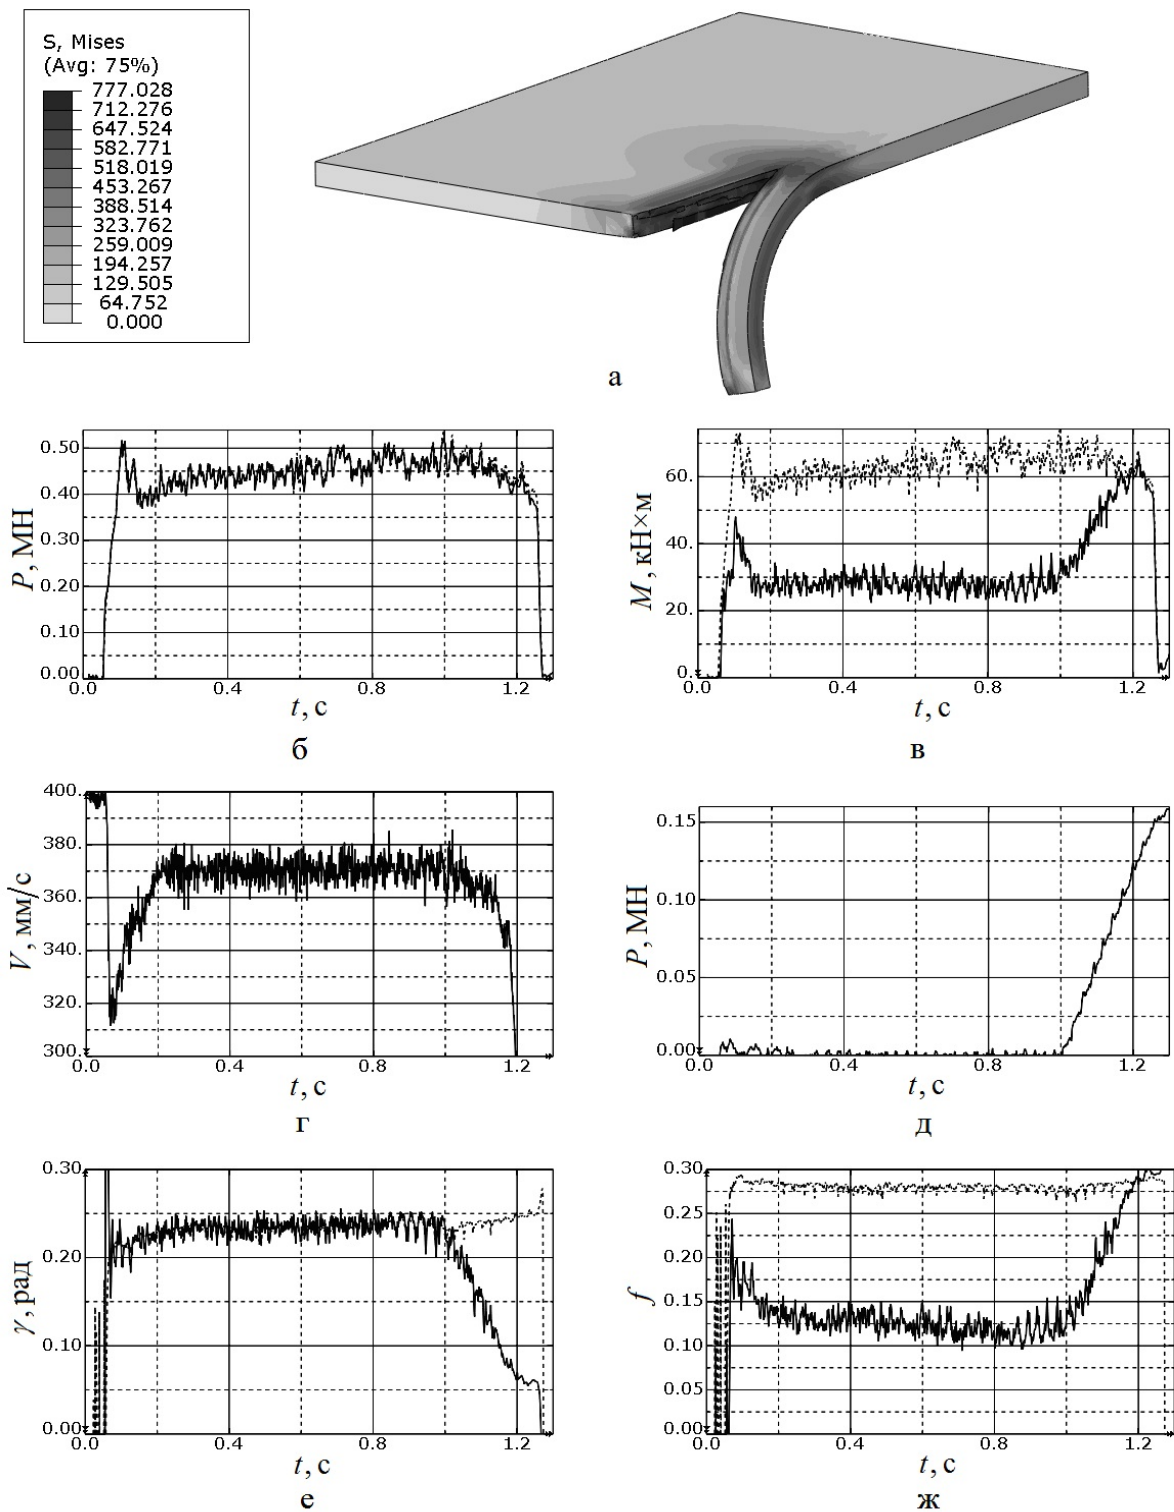 S, Mises
(Avg: 75%)
777.028
712.276
647.524
582.771
518.019
453.267
388.514
323.762
259.009
194.257
129.505
64.752
0.000
а
P, МН
0.50
0.40
0.30
0.20
0.10
0.00
0.0 0.4 0.8 1.2
t, с
б
M, кН×м
60.
40.
20.
0.
0.0 0.4 0.8 1.2
t, с
в
V, мм/с
400.
380.
360.
340.
320.
300.
0.0 0.4 0.8 1.2
t, с
г
P, МН
0.15
0.10
0.05
0.00
0.0 0.4 0.8 1.2
t, с
д
γ, рад
0.30
0.20
0.10
0.00
0.0 0.4 0.8 1.2
t, с
е
f
0.30
0.25
0.20
0.15
0.10
0.05
0.00
0.0 0.4 0.8 1.2
t, с
ж